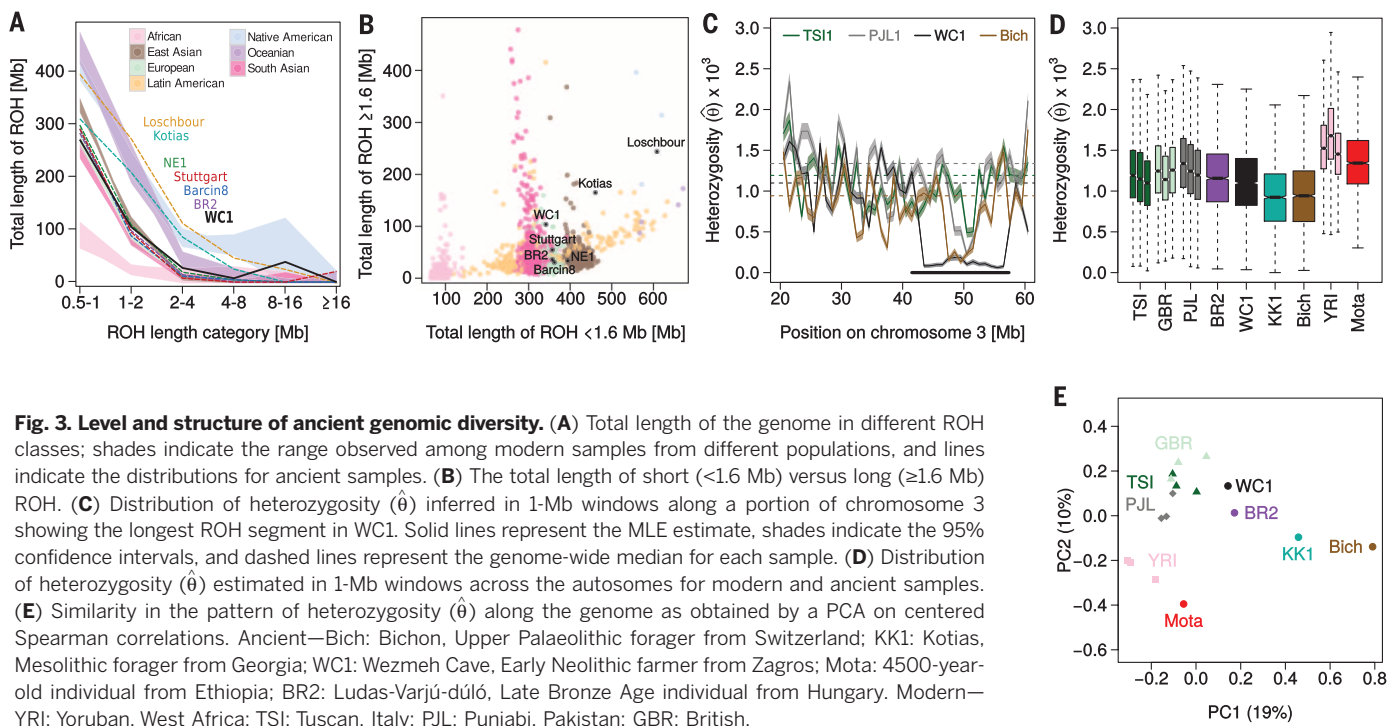 A
Total length of ROH [Mb]
400
300
200
100
0
0.5-1
1-2
2-4
4-8
8-16
≥16
ROH length category [Mb]
African
East Asian
European
Latin American
Native American
Oceanian
South Asian
Loschbour
Kotias
NE1
Stuttgart
Barcin8
BR2
WC1
B
Total length of ROH ≥1.6 [Mb]
400
300
200
100
0
100
200
300
400
500
600
Total length of ROH <1.6 Mb [Mb]
Loschbour
Kotias
WC1
Stuttgart
BR2
NE1
Barcin8
C
Heterozygosity (θ̂) x 10³
3.0
2.5
2.0
1.5
1.0
0.5
0.0
20
30
40
50
60
Position on chromosome 3 [Mb]
TSI1
PJL1
WC1
Bich
D
Heterozygosity (θ̂) x 10³
3.0
2.5
2.0
1.5
1.0
0.5
0.0
TSI
GBR
PJL
BR2
WC1
KK1
Bich
YRI
Mota
Fig. 3. Level and structure of ancient genomic diversity. (A) Total length of the genome in different ROH
classes; shades indicate the range observed among modern samples from different populations, and lines
indicate the distributions for ancient samples. (B) The total length of short (<1.6 Mb) versus long (≥1.6 Mb)
ROH. (C) Distribution of heterozygosity (θ̂) inferred in 1-Mb windows along a portion of chromosome 3
showing the longest ROH segment in WC1. Solid lines represent the MLE estimate, shades indicate the 95%
confidence intervals, and dashed lines represent the genome-wide median for each sample. (D) Distribution
of heterozygosity (θ̂) estimated in 1-Mb windows across the autosomes for modern and ancient samples.
(E) Similarity in the pattern of heterozygosity (θ̂) along the genome as obtained by a PCA on centered
Spearman correlations. Ancient—Bich: Bichon, Upper Palaeolithic forager from Switzerland; KK1: Kotias,
Mesolithic forager from Georgia; WC1: Wezmeh Cave, Early Neolithic farmer from Zagros; Mota: 4500-year-
old individual from Ethiopia; BR2: Ludas-Varjú-dúló, Late Bronze Age individual from Hungary. Modern—
YRI: Yoruban, West Africa; TSI: Tuscan, Italy; PJL: Punjabi, Pakistan; GBR: British.
E
PC2 (10%)
0.4
0.2
0.0
−0.2
−0.4
−0.6
−0.2
0.0
0.2
0.4
0.6
0.8
PC1 (19%)
GBR
TSI
PJL
WC1
BR2
KK1
Bich
YRI
Mota